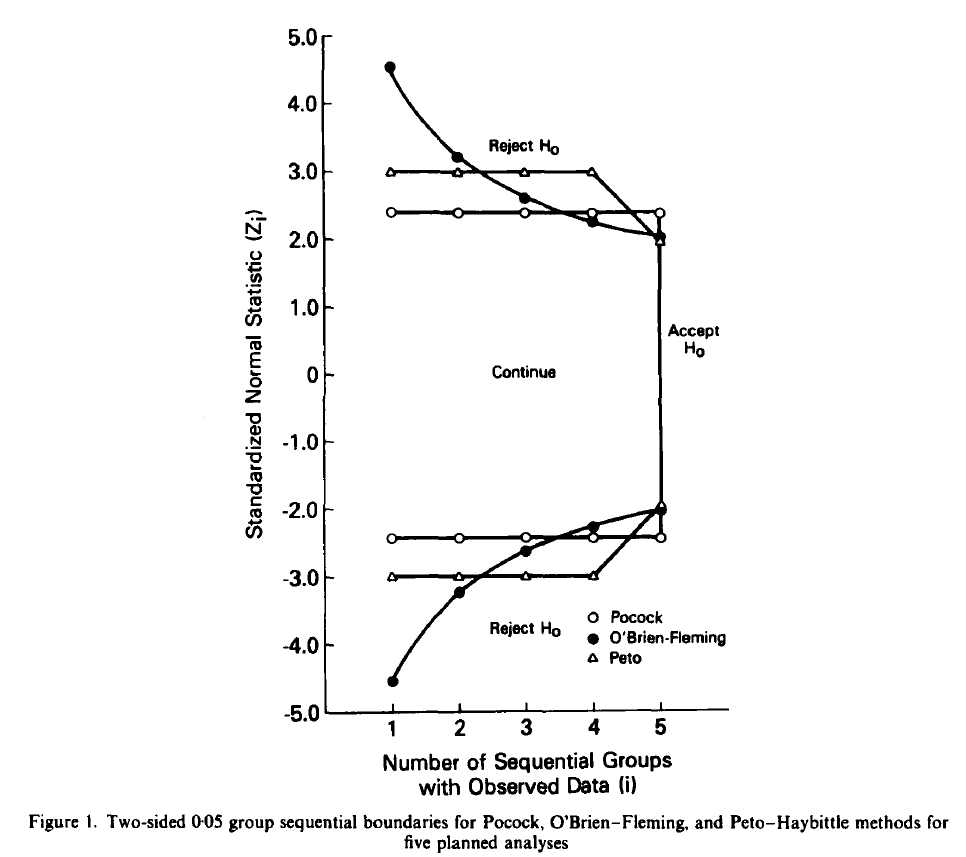 5.0
4.0
Reject H₀
3.0
2.0
1.0
Accept
H₀
0
Continue
-1.0
-2.0
-3.0
Reject H₀
-4.0
-5.0
Standardized Normal Statistic (Zᵢ)
○ Pocock
● O'Brien-Fleming
△ Peto
1 2 3 4 5
Number of Sequential Groups
with Observed Data (i)
Figure 1. Two-sided 0·05 group sequential boundaries for Pocock, O'Brien–Fleming, and Peto–Haybittle methods for
five planned analyses